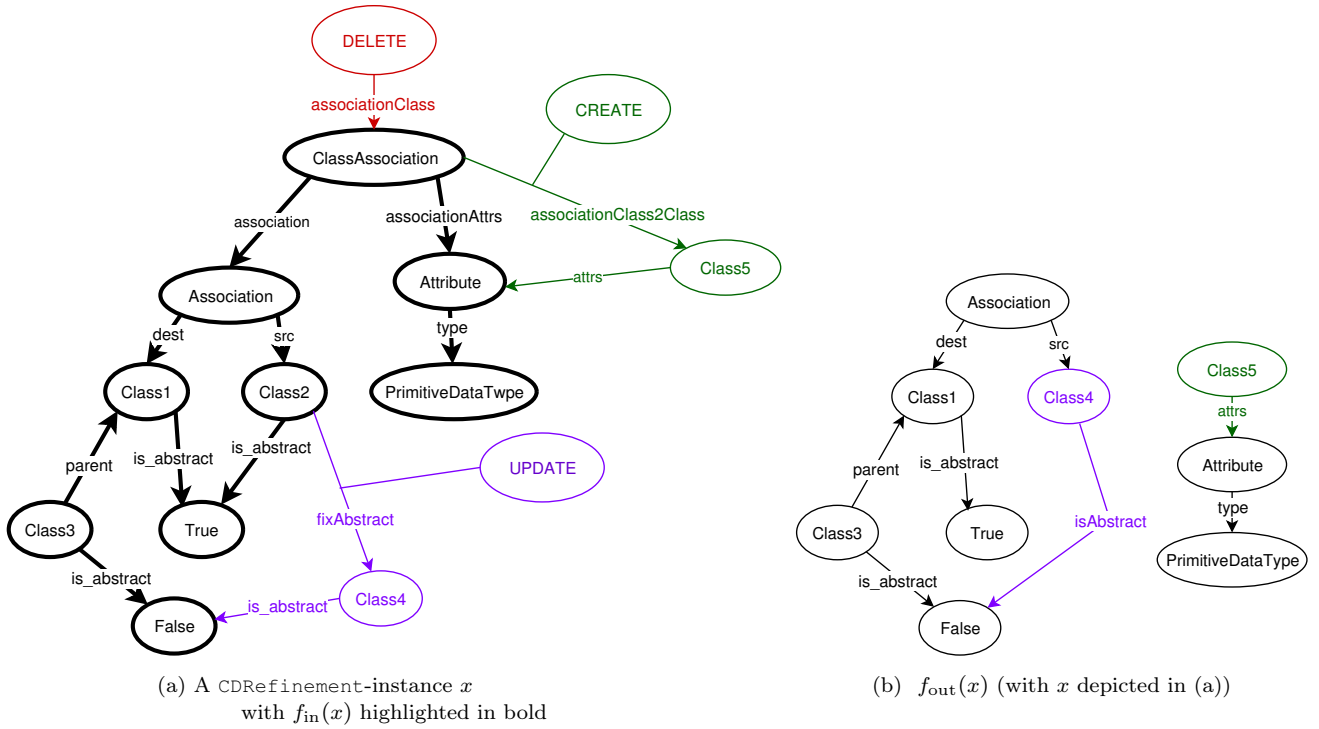 DELETE
associationClass
CREATE
ClassAssociation
associationClass2Class
associationAttrs
association
Class5
attrs
Attribute
Association
type
dest
src
Class1
Class2
PrimitiveDataTwpe
is_abstract
is_abstract
parent
UPDATE
fixAbstract
Class3
True
is_abstract
Class4
is_abstract
False
(a) A CDRefinement-instance x
with fin(x) highlighted in bold
Association
dest
src
Class1
Class4
Class5
attrs
parent
is_abstract
Attribute
type
isAbstract
Class3
True
PrimitiveDataType
is_abstract
False
(b) fout(x) (with x depicted in (a))